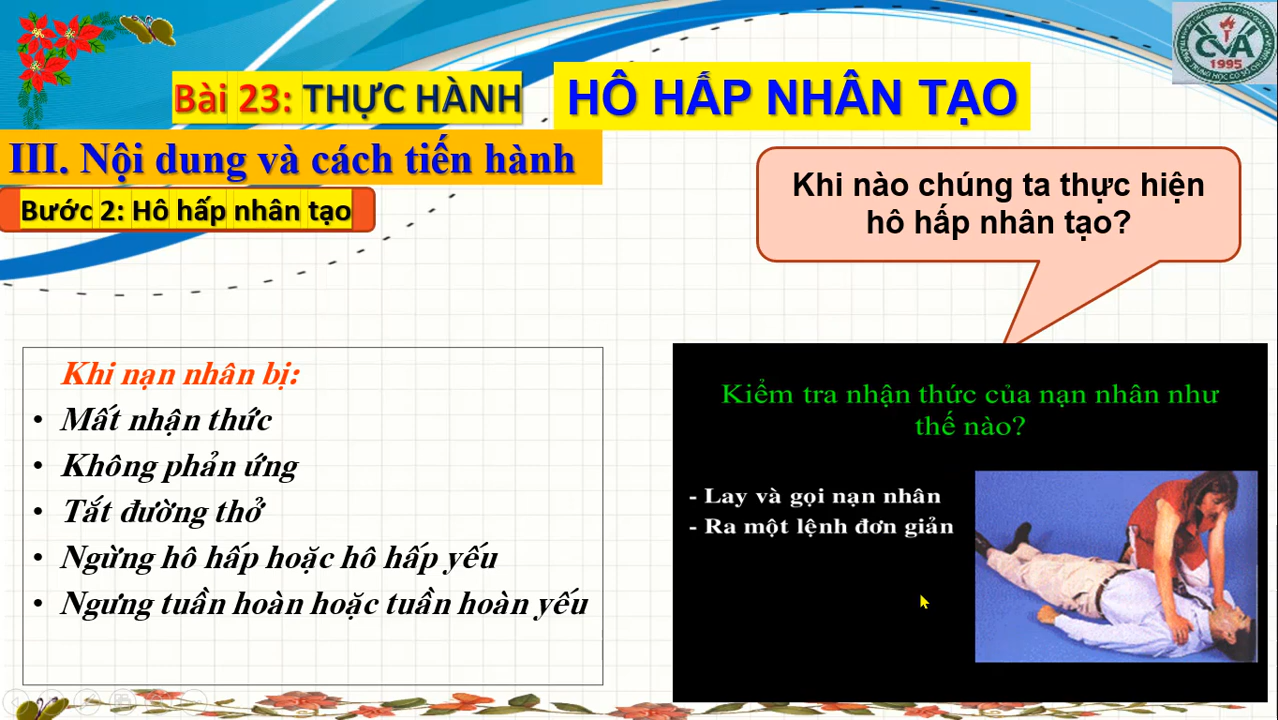 Bài 23: THỰC HÀNH
HÔ HẤP NHÂN TẠO
CVA
1995
III. Nội dung và cách tiến hành
Bước 2: Hô hấp nhân tạo
Khi nào chúng ta thực hiện
hô hấp nhân tạo?
Khi nạn nhân bị:
• Mất nhận thức
• Không phản ứng
• Tắt đường thở
• Ngừng hô hấp hoặc hô hấp yếu
• Ngưng tuần hoàn hoặc tuần hoàn yếu
Kiểm tra nhận thức của nạn nhân như
thế nào?
- Lay và gọi nạn nhân
- Ra một lệnh đơn giản